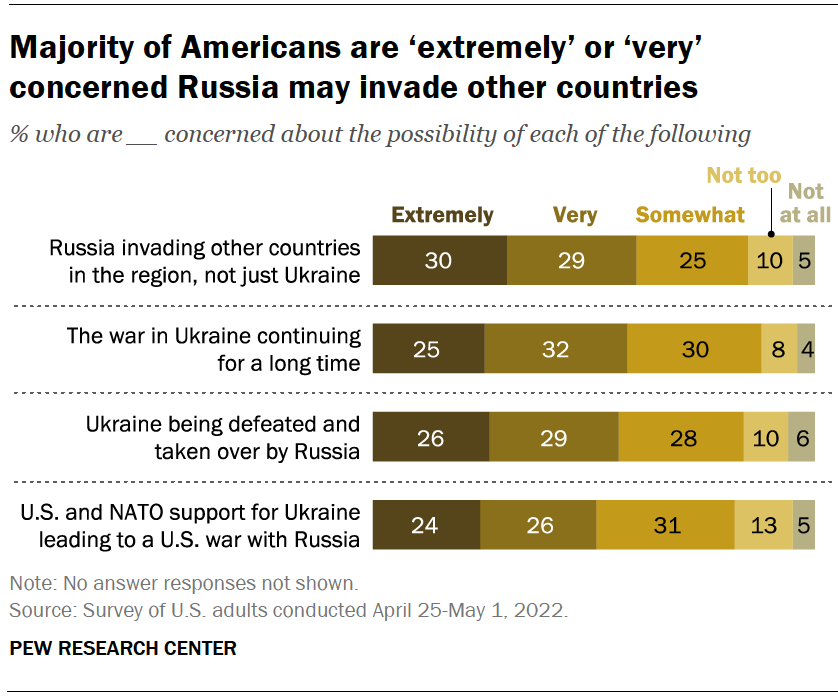 Majority of Americans are ‘extremely’ or ‘very’
concerned Russia may invade other countries
% who are __ concerned about the possibility of each of the following
Not too
Not
at all
Extremely Very Somewhat
Russia invading other countries
in the region, not just Ukraine
30 29 25 10 5
The war in Ukraine continuing
for a long time
25 32 30 8 4
Ukraine being defeated and
taken over by Russia
26 29 28 10 6
U.S. and NATO support for Ukraine
leading to a U.S. war with Russia
24 26 31 13 5
Note: No answer responses not shown.
Source: Survey of U.S. adults conducted April 25-May 1, 2022.
PEW RESEARCH CENTER